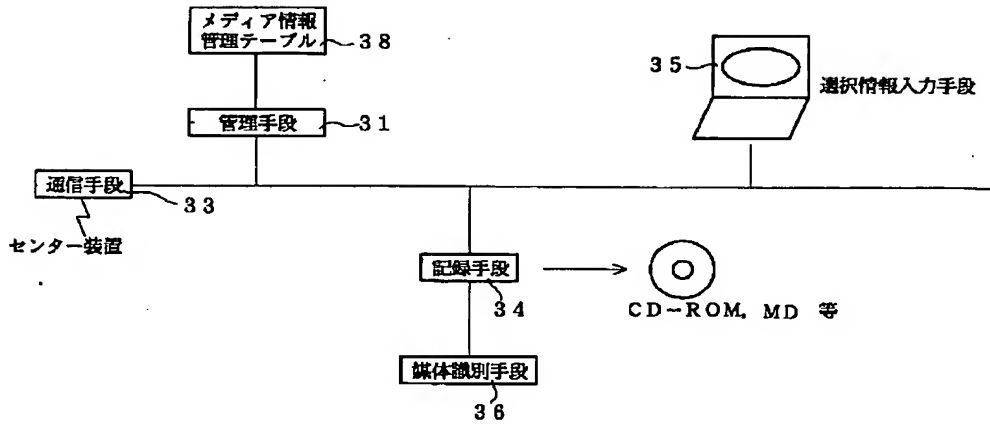 メディア情報
管理テーブル
38
35
選択情報入力手段
管理手段
31
通信手段
33
センター装置
記録手段
34
CD-ROM, MD 等
媒体識別手段
36